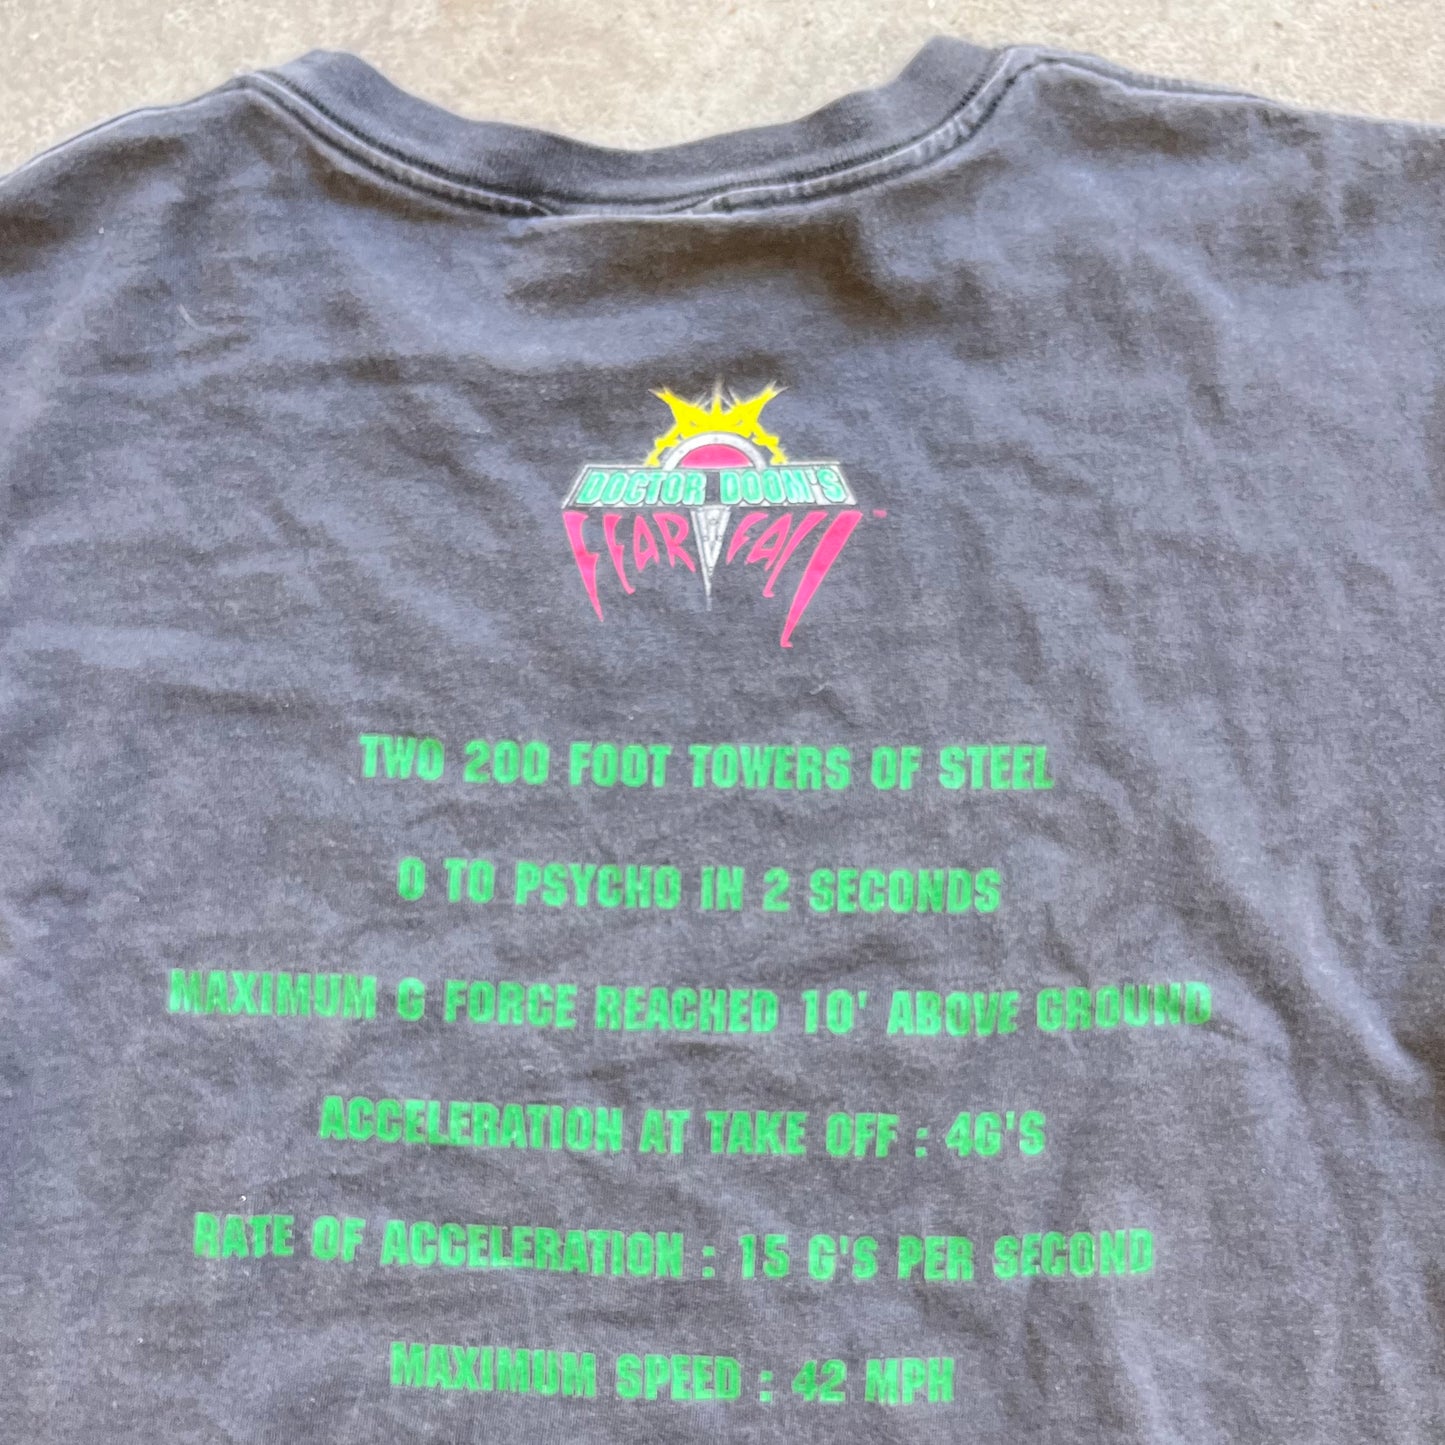 DOCTOR DOOM'S
FEAR FALL ™
TWO 200 FOOT TOWERS OF STEEL
0 TO PSYCHO IN 2 SECONDS
MAXIMUM G FORCE REACHED 10' ABOVE GROUND
ACCELERATION AT TAKE OFF : 4G'S
RATE OF ACCELERATION : 15 G'S PER SECOND
MAXIMUM SPEED : 42 MPH